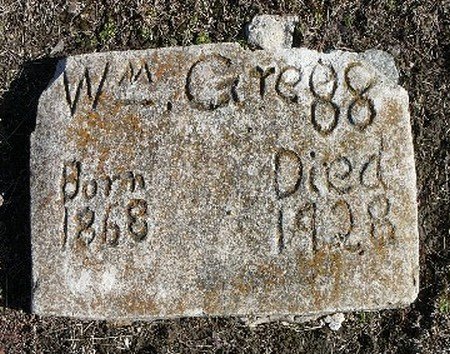 Wm. Gregg
Born Died
1868 1928